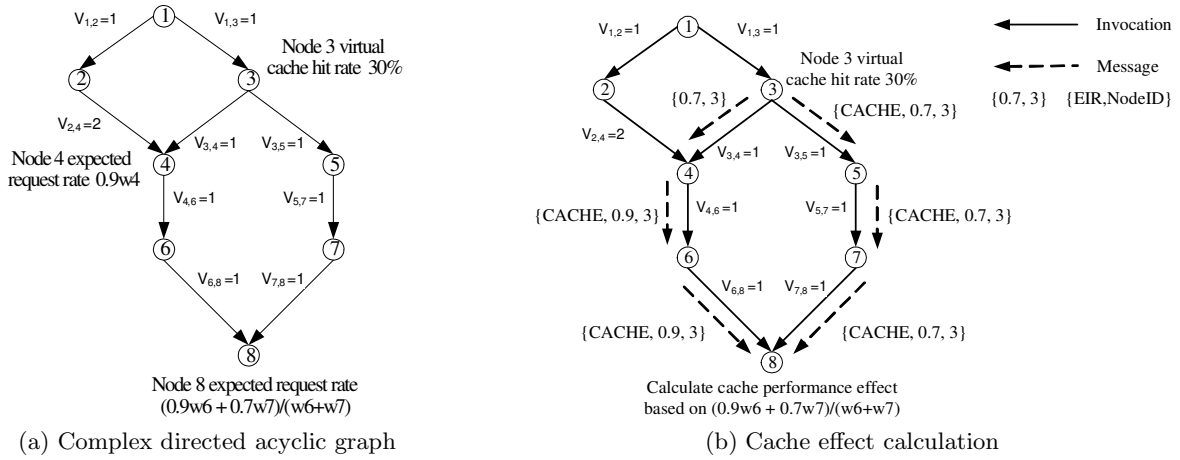 1
V1,2=1
V1,3=1
Node 3 virtual
cache hit rate 30%
2
3
V2,4=2
V3,4=1
V3,5=1
Node 4 expected
request rate 0.9w4
4
5
V4,6=1
V5,7=1
6
7
V6,8=1
V7,8=1
8
Node 8 expected request rate
(0.9w6 + 0.7w7)/(w6+w7)
(a) Complex directed acyclic graph
1
V1,2=1
V1,3=1
Node 3 virtual
cache hit rate 30%
2
3
{0.7, 3}
{CACHE, 0.7, 3}
V2,4=2
V3,4=1
V3,5=1
4
5
{CACHE, 0.9, 3}
V4,6=1
V5,7=1
{CACHE, 0.7, 3}
6
7
V6,8=1
V7,8=1
{CACHE, 0.9, 3}
{CACHE, 0.7, 3}
8
Calculate cache performance effect
based on (0.9w6 + 0.7w7)/(w6+w7)
(b) Cache effect calculation
Invocation
Message
{0.7, 3} {EIR,NodeID}